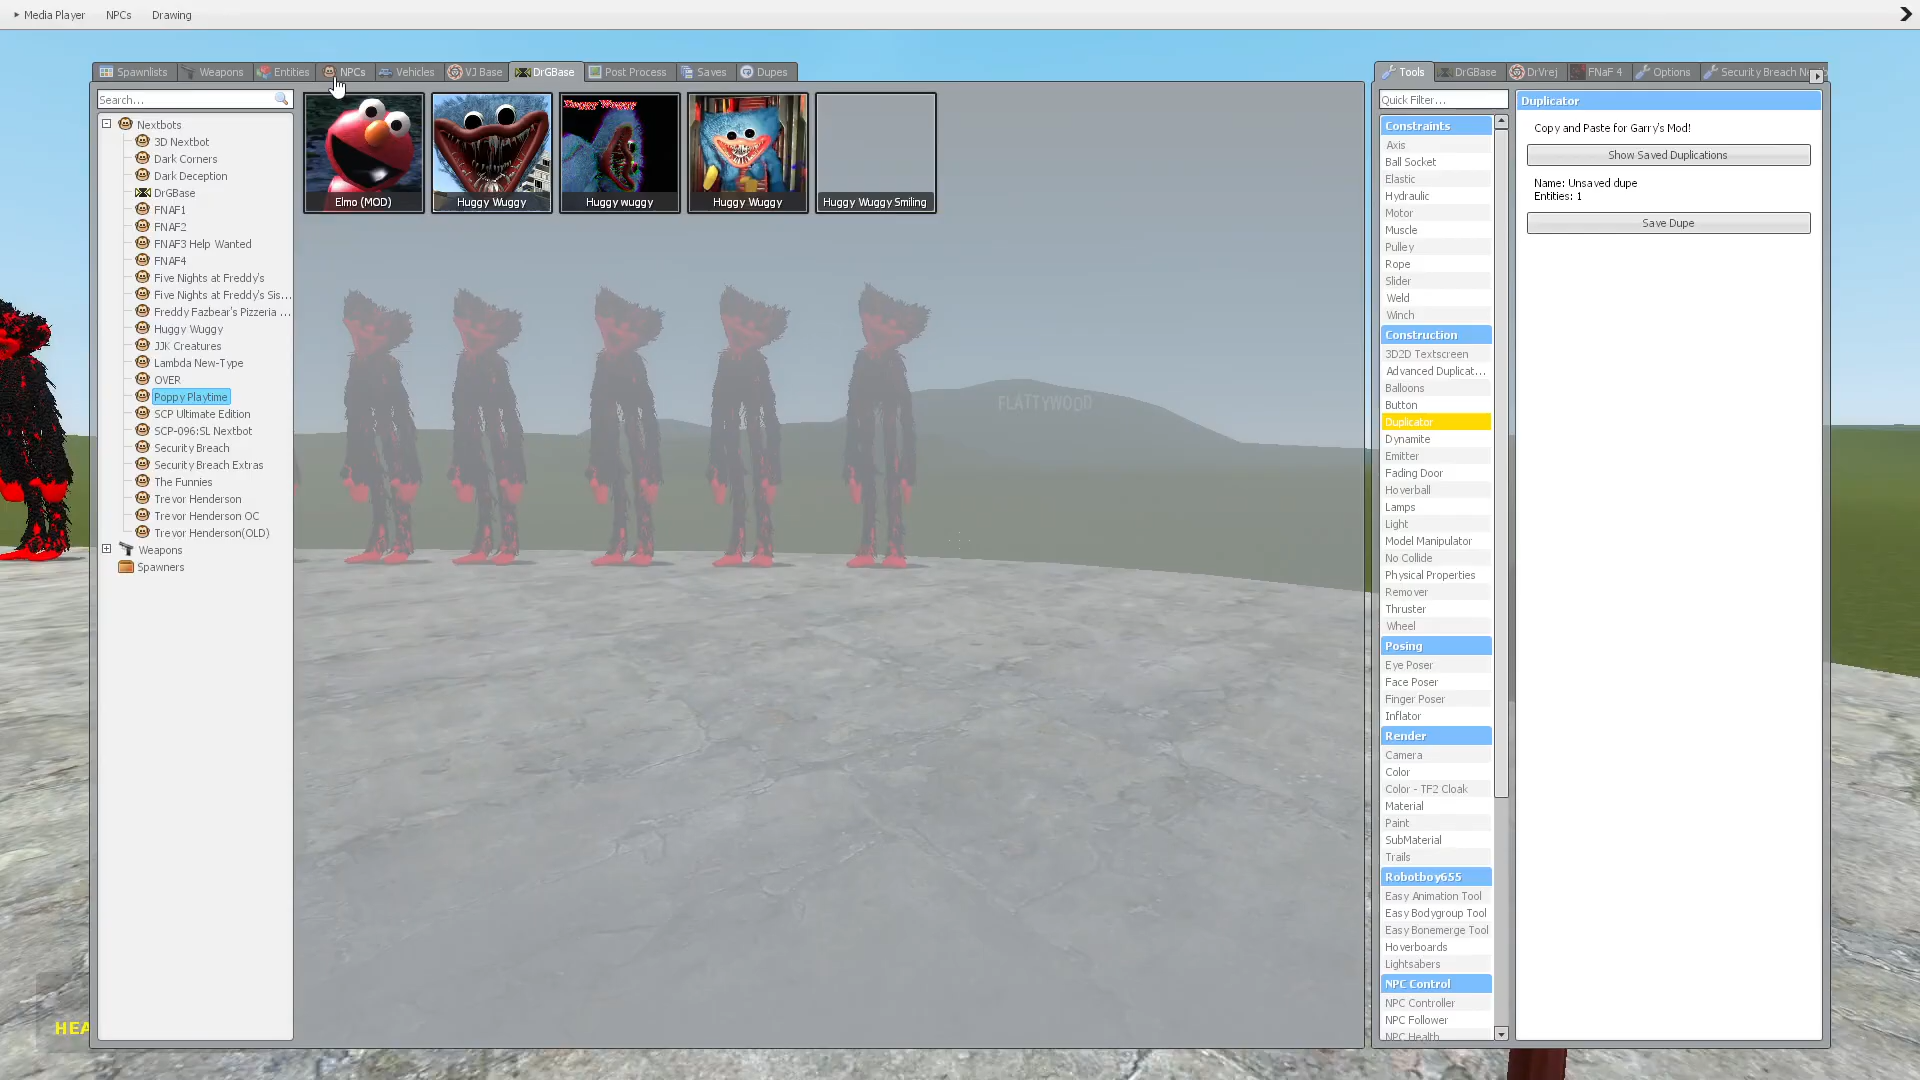 Media Player NPCs Drawing
Spawnlists Weapons Entities NPCs Vehicles VJ Base DrGBase Post Process Saves Dupes
Search...
Nextbots
3D Nextbot
Dark Corners
Dark Deception
DrGBase
FNAF1
FNAF2
FNAF3 Help Wanted
FNAF4
Five Nights at Freddy's
Five Nights at Freddy's Sis...
Freddy Fazbear's Pizzeria ...
Huggy Wuggy
JJK Creatures
Lambda New-Type
OVER
Poppy Playtime
SCP Ultimate Edition
SCP-096:SL Nextbot
Security Breach
Security Breach Extras
The Funnies
Trevor Henderson
Trevor Henderson OC
Trevor Henderson(OLD)
Weapons
Spawners
Elmo (MOD)
Huggy Wuggy
Huggy Wuggy
Huggy wuggy
Huggy Wuggy
Huggy Wuggy Smiling
FLATTYWOOD
HEA
Tools DrGBase DrVrej FNaF 4 Options Security Breach
Quick Filter...
Constraints
Axis
Ball Socket
Elastic
Hydraulic
Motor
Muscle
Pulley
Rope
Slider
Weld
Winch
Construction
3D2D Textscreen
Advanced Duplicat...
Balloons
Button
Duplicator
Dynamite
Emitter
Fading Door
Hoverball
Lamps
Light
Model Manipulator
No Collide
Physical Properties
Remover
Thruster
Wheel
Posing
Eye Poser
Face Poser
Finger Poser
Inflator
Render
Camera
Color
Color - TF2 Cloak
Material
Paint
SubMaterial
Trails
Robotboy655
Easy Animation Tool
Easy Bodygroup Tool
Easy Bonemerge Tool
Hoverboards
Lightsabers
NPC Control
NPC Controller
NPC Follower
NPC Health
Duplicator
Copy and Paste for Garry's Mod!
Show Saved Duplications
Name: Unsaved dupe
Entities: 1
Save Dupe